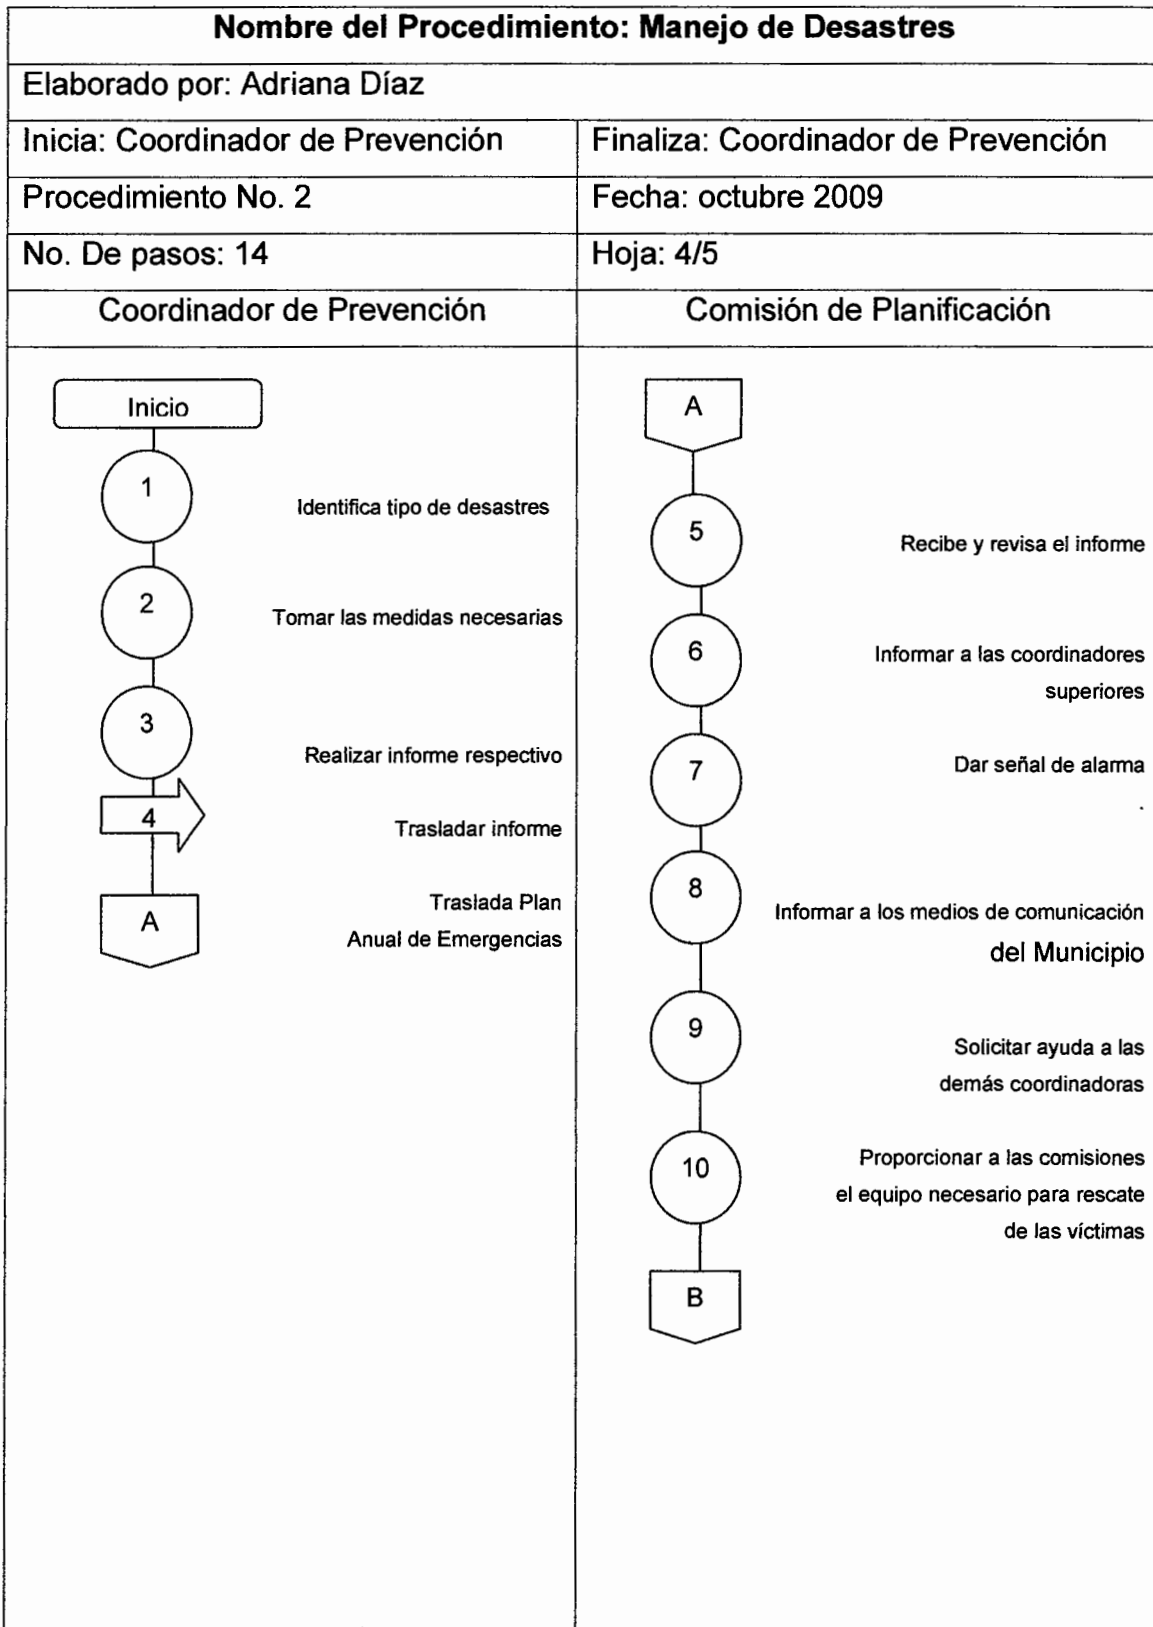 Nombre del Procedimiento: Manejo de Desastres
Elaborado por: Adriana Díaz
Inicia: Coordinador de Prevención
Finaliza: Coordinador de Prevención
Procedimiento No. 2
Fecha: octubre 2009
No. De pasos: 14
Hoja: 4/5
Coordinador de Prevención
Comisión de Planificación
Inicio
1
Identifica tipo de desastres
2
Tomar las medidas necesarias
3
Realizar informe respectivo
4
Trasladar informe
A
Traslada Plan
Anual de Emergencias
A
5
Recibe y revisa el informe
6
Informar a las coordinadores
superiores
7
Dar señal de alarma
.
8
Informar a los medios de comunicación
del Municipio
9
Solicitar ayuda a las
demás coordinadoras
10
Proporcionar a las comisiones
el equipo necesario para rescate
de las víctimas
B